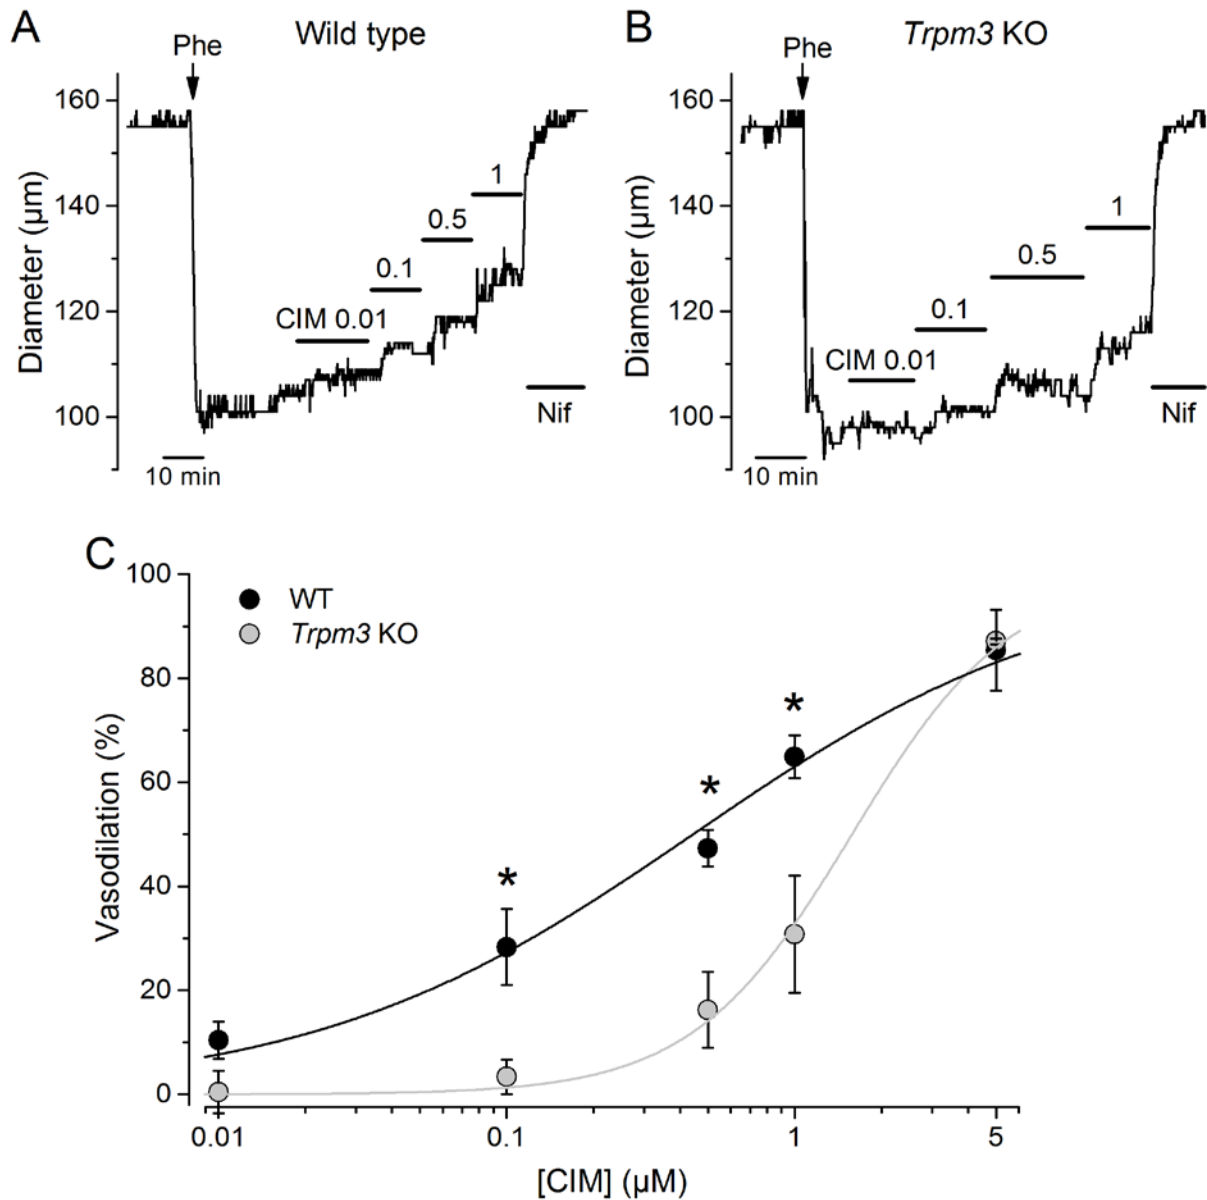 A
Wild type
Phe
Diameter (µm)
160
140
120
100
CIM 0.01
0.1
0.5
1
Nif
10 min
B
Trpm3 KO
Phe
Diameter (µm)
160
140
120
100
CIM 0.01
0.1
0.5
1
Nif
10 min
C
WT
Trpm3 KO
Vasodilation (%)
100
80
60
40
20
0
*
*
*
0.01
0.1
1
5
[CIM] (µM)